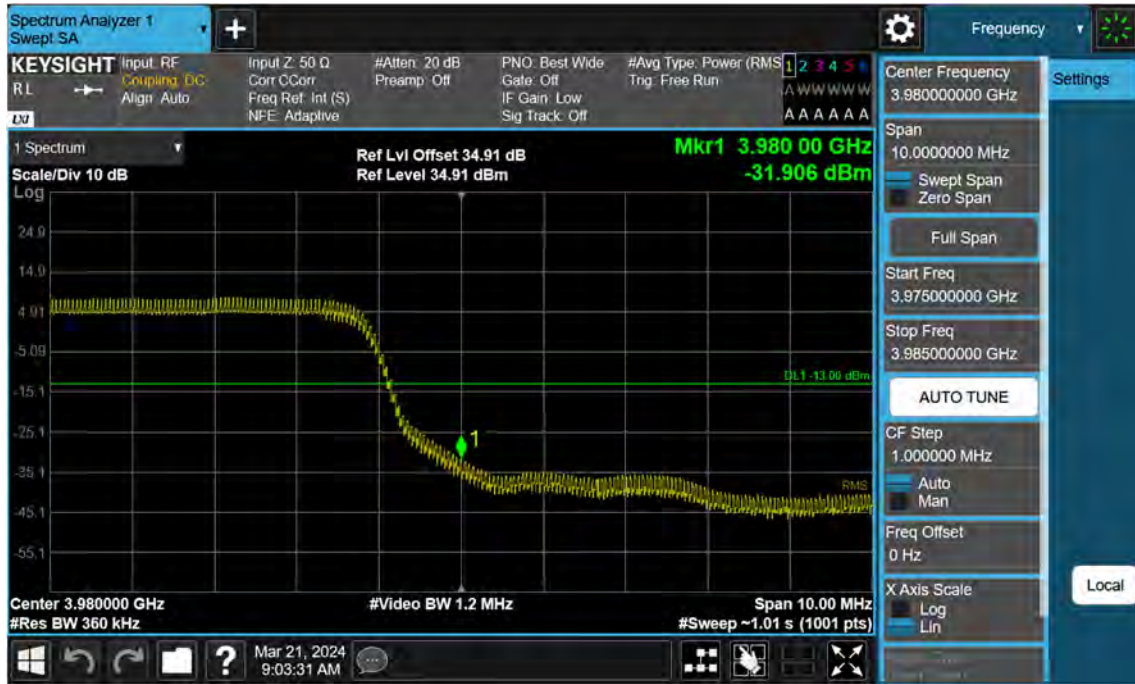 Spectrum Analyzer 1
Swept SA
Frequency
KEYSIGHT
RL
LXI
Input: RF
Coupling: DC
Align: Auto
Input Z: 50 Ω
Corr CCorr
Freq Ref: Int (S)
NFE: Adaptive
#Atten: 20 dB
Preamp: Off
PNO: Best Wide
Gate: Off
IF Gain: Low
Sig Track: Off
#Avg Type: Power (RMS
Trig: Free Run
1 2 3 4 5 6
A W W W W W
A A A A A A
1 Spectrum
Scale/Div 10 dB
Ref Lvl Offset 34.91 dB
Ref Level 34.91 dBm
Mkr1 3.980 00 GHz
-31.906 dBm
Log
24.9
14.9
4.91
-5.09
-15.1
-25.1
-35.1
-45.1
-55.1
DL1 -13.00 dBm
1
RMS
Center 3.980000 GHz
#Res BW 360 kHz
#Video BW 1.2 MHz
Span 10.00 MHz
#Sweep ~1.01 s (1001 pts)
Mar 21, 2024
9:03:31 AM
Center Frequency
3.980000000 GHz
Span
10.0000000 MHz
Swept Span
Zero Span
Full Span
Start Freq
3.975000000 GHz
Stop Freq
3.985000000 GHz
AUTO TUNE
CF Step
1.000000 MHz
Auto
Man
Freq Offset
0 Hz
X Axis Scale
Log
Lin
Settings
Local